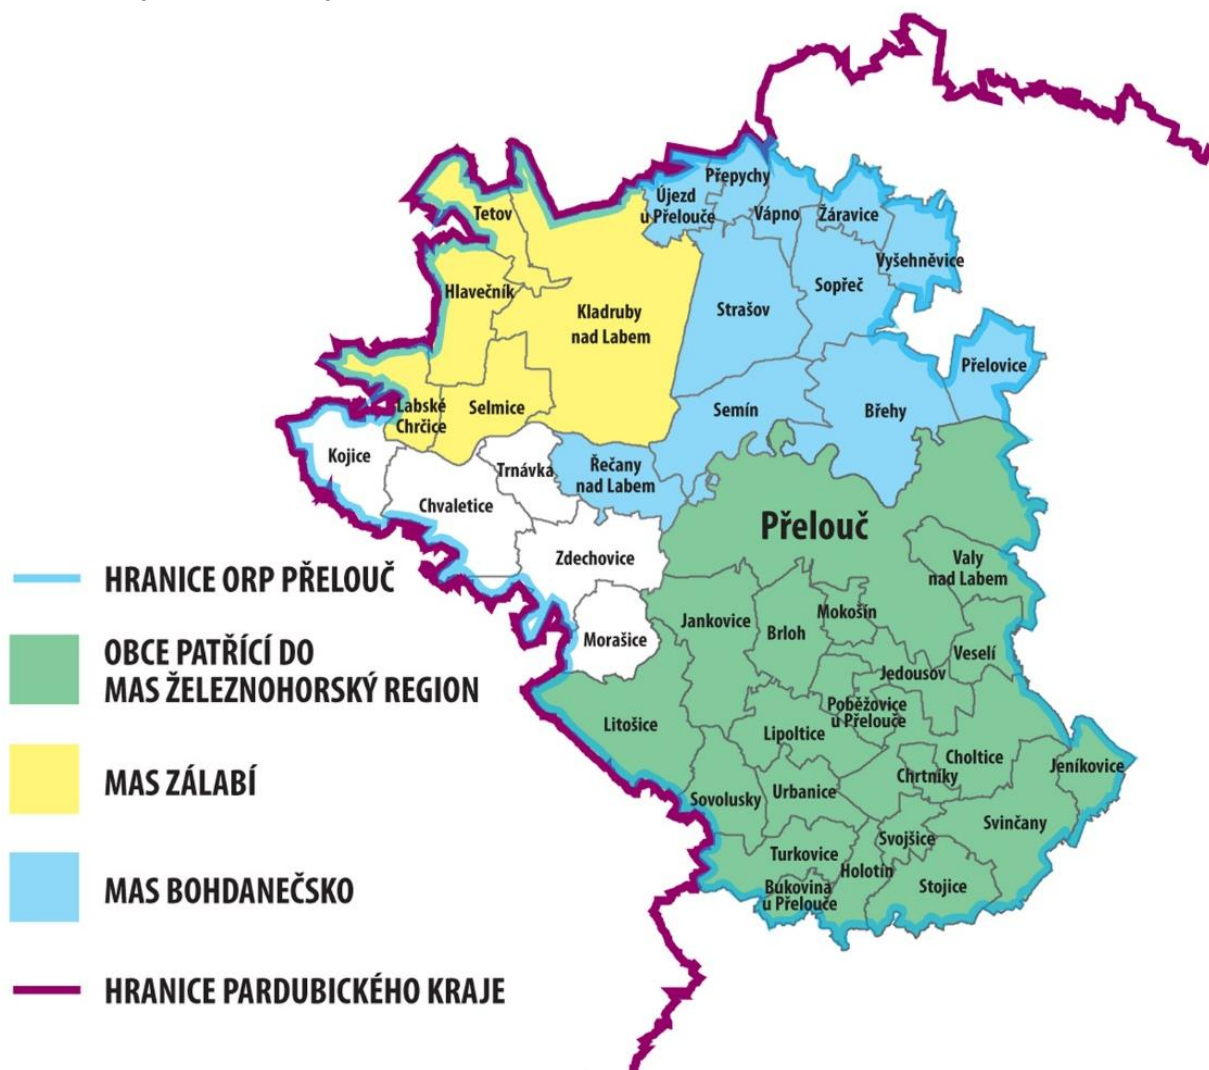 Přepychy
Újezd
u Přelouče
Tetov
Vápno
Žáravice
Vyšehněvice
Hlavečník
Sopřeč
Kladruby
nad Labem
Strašov
Přelovice
Labské
Chrčice
Selmice
Semín
Břehy
Kojice
Trnávka
Řečany
nad Labem
Chvaletice
Přelouč
Zdechovice
Valy
nad Labem
HRANICE ORP PŘELOUČ
Jankovice
Brloh
Mokošín
Morašice
Veselí
OBCE PATŘÍCÍ DO
MAS ŽELEZNOHORSKÝ REGION
Jedousov
Poběžovice
u Přelouče
Litošice
Lipoltice
Choltice
Jeníkovice
Chrtníky
MAS ZÁLABÍ
Sovolusky
Urbanice
Svinčany
Svojšice
Turkovice
Holotín
Bukovina
u Přelouče
Stojice
MAS BOHDANEČSKO
HRANICE PARDUBICKÉHO KRAJE